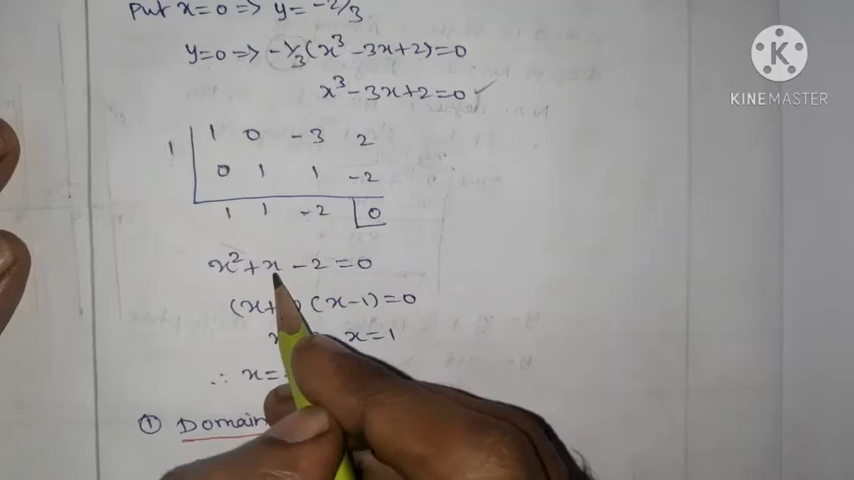 Put x=0 => y= -2/3
y=0 => -1/3 (x³ -3x+2)=0
x³ -3x+2=0 ✓
1 | 1 0 -3 2
0 1 1 -2
1 1 -2 0
x²+x-2=0
(x+ (x-1)=0
x x=1
∴ x=
① Domain
KINEMASTER